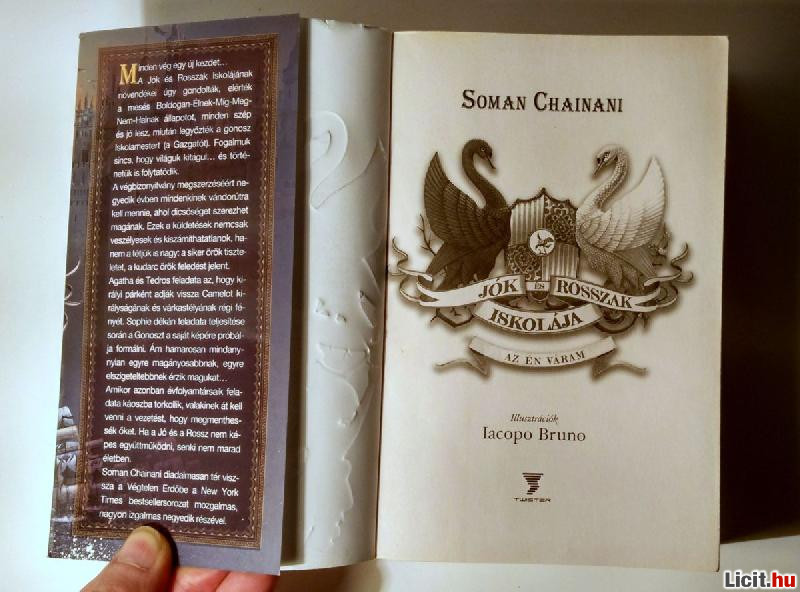 Minden vég egy új kezdet...
A Jók és Rosszak Iskolájának
növendékei úgy gondolták, elérték
a mesés Boldogan-Élnek-Míg-Meg-
Nem-Halnak állapotot, minden szép
és jó lesz, miután legyőzték a gonosz
Iskolamestert (a Gazgatót). Fogalmuk
sincs, hogy világuk kitágul... és törté-
netük is folytatódik.
A végbizonyítvány megszerzéséért ne-
gyedik évben mindenkinek vándorútra
kell mennie, ahol dicsőséget szerezhet
magának. Ezek a küldetések nemcsak
veszélyesek és kiszámíthatatlanok, ha-
nem a tétjük is nagy: a siker örök tiszte-
letet, a kudarc örök feledést jelent.
Agatha és Tedros feladata az, hogy ki-
rályi párként adják vissza Camelot ki-
rályságának és várkastélyának régi fé-
nyét. Sophie dékán feladata teljesítése
során a Gonoszt a saját képére próbál-
ja formálni. Ám hamarosan mindany-
nyian egyre magányosabbnak, egyre
elszigeteltebbnek érzik magukat...
Amikor azonban évfolyamtársaik fela-
data káoszba torkollik, valakinek át kell
venni a vezetést, hogy megmenthes-
sék őket. Ha a Jó és a Rossz nem ké-
pes együttműködni, senki nem marad
életben.
Soman Chainani diadalmasan tér visz-
sza a Végtelen Erdőbe a New York
Times bestsellersorozat mozgalmas,
nagyon izgalmas negyedik részével.
SOMAN CHAINANI
JÓK ÉS ROSSZAK
ISKOLÁJA
AZ ÉN VÁRAM
Illusztrációk
Iacopo Bruno
TWISTER
Licit.hu